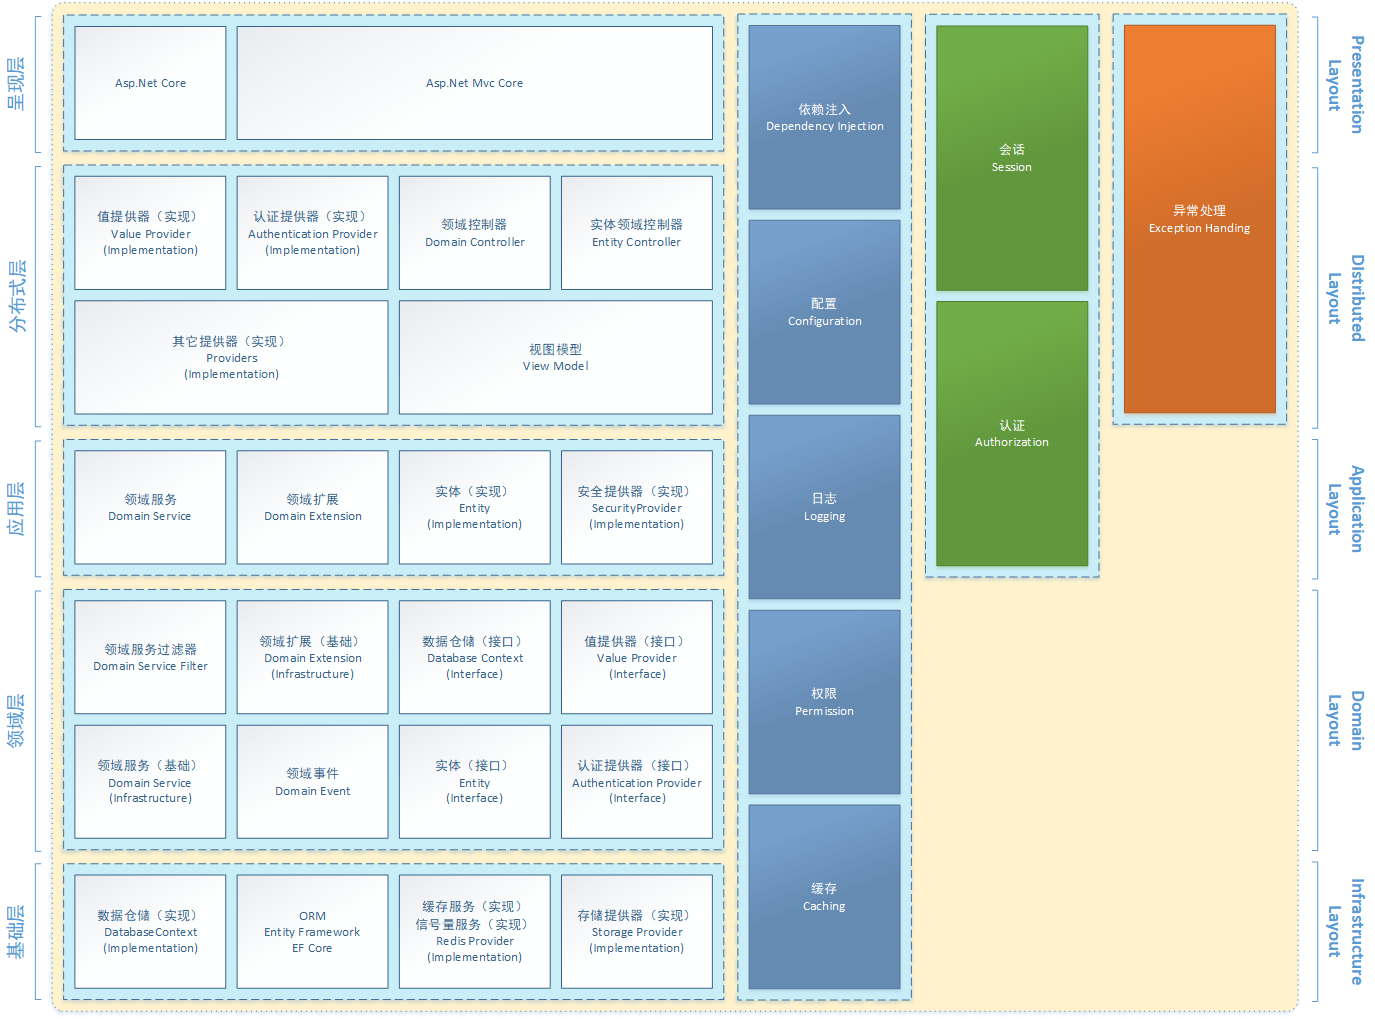 呈现层
Asp.Net Core
Asp.Net Mvc Core
Presentation
Layout
分布式层
值提供器（实现）
Value Provider
(Implementation)
认证提供器（实现）
Authentication Provider
(Implementation)
领域控制器
Domain Controller
实体领域控制器
Entity Controller
其它提供器（实现）
Providers
(Implementation)
视图模型
View Model
DIstributed
Layout
应用层
领域服务
Domain Service
领域扩展
Domain Extension
实体（实现）
Entity
(Implementation)
安全提供器（实现）
SecurityProvider
(Implementation)
Application
Layout
领域层
领域服务过滤器
Domain Service Filter
领域扩展（基础）
Domain Extension
(Infrastructure)
数据仓储（接口）
Database Context
(Interface)
值提供器（接口）
Value Provider
(Interface)
领域服务（基础）
Domain Service
(Infrastructure)
领域事件
Domain Event
实体（接口）
Entity
(Interface)
认证提供器（接口）
Authentication Provider
(Interface)
Domain
Layout
基础层
数据仓储（实现）
DatabaseContext
(Implementation)
ORM
Entity Framework
EF Core
缓存服务（实现）
信号量服务（实现）
Redis Provider
(Implementation)
存储提供器（实现）
Storage Provider
(Implementation)
Infrastructure
Layout
依赖注入
Dependency Injection
配置
Configuration
日志
Logging
权限
Permission
缓存
Caching
会话
Session
认证
Authorization
异常处理
Exception Handing